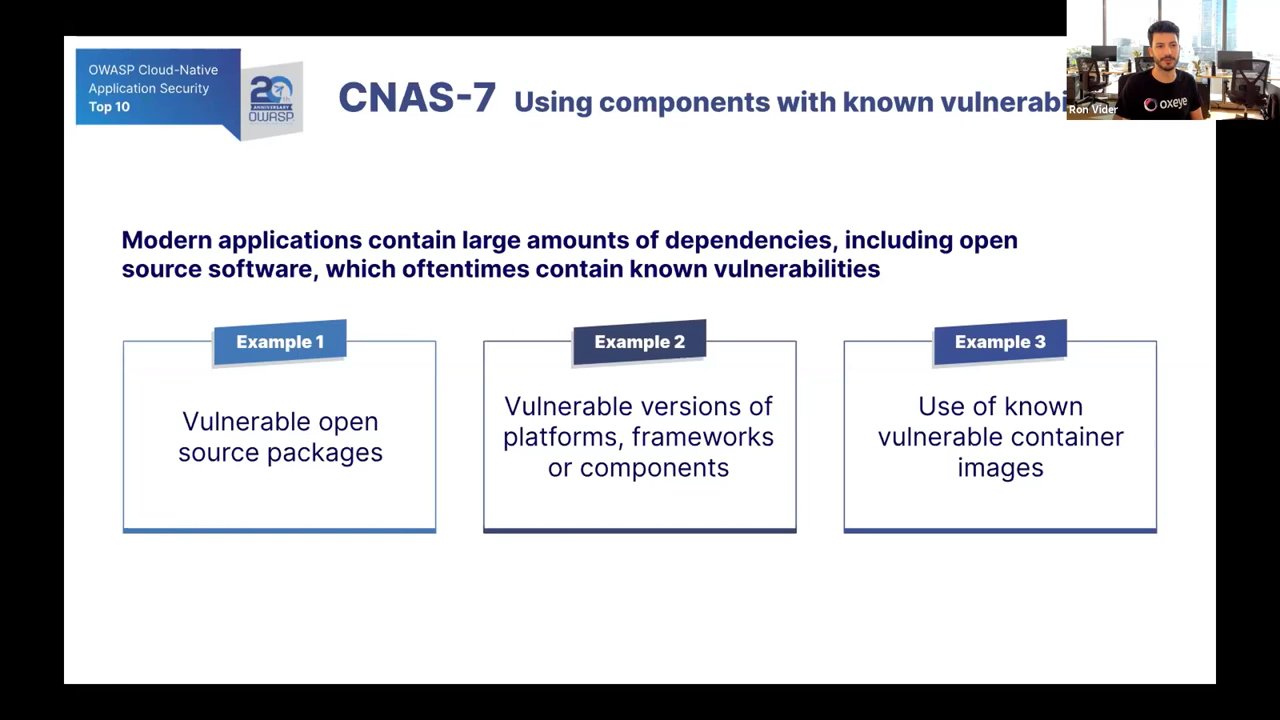 OWASP Cloud-Native
Application Security
Top 10
20th
ANNIVERSARY
OWASP
CNAS-7 Using components with known
Ron Vider
oxeye
Modern applications contain large amounts of dependencies, including open
source software, which oftentimes contain known vulnerabilities
Example 1
Vulnerable open
source packages
Example 2
Vulnerable versions of
platforms, frameworks
or components
Example 3
Use of known
vulnerable container
images